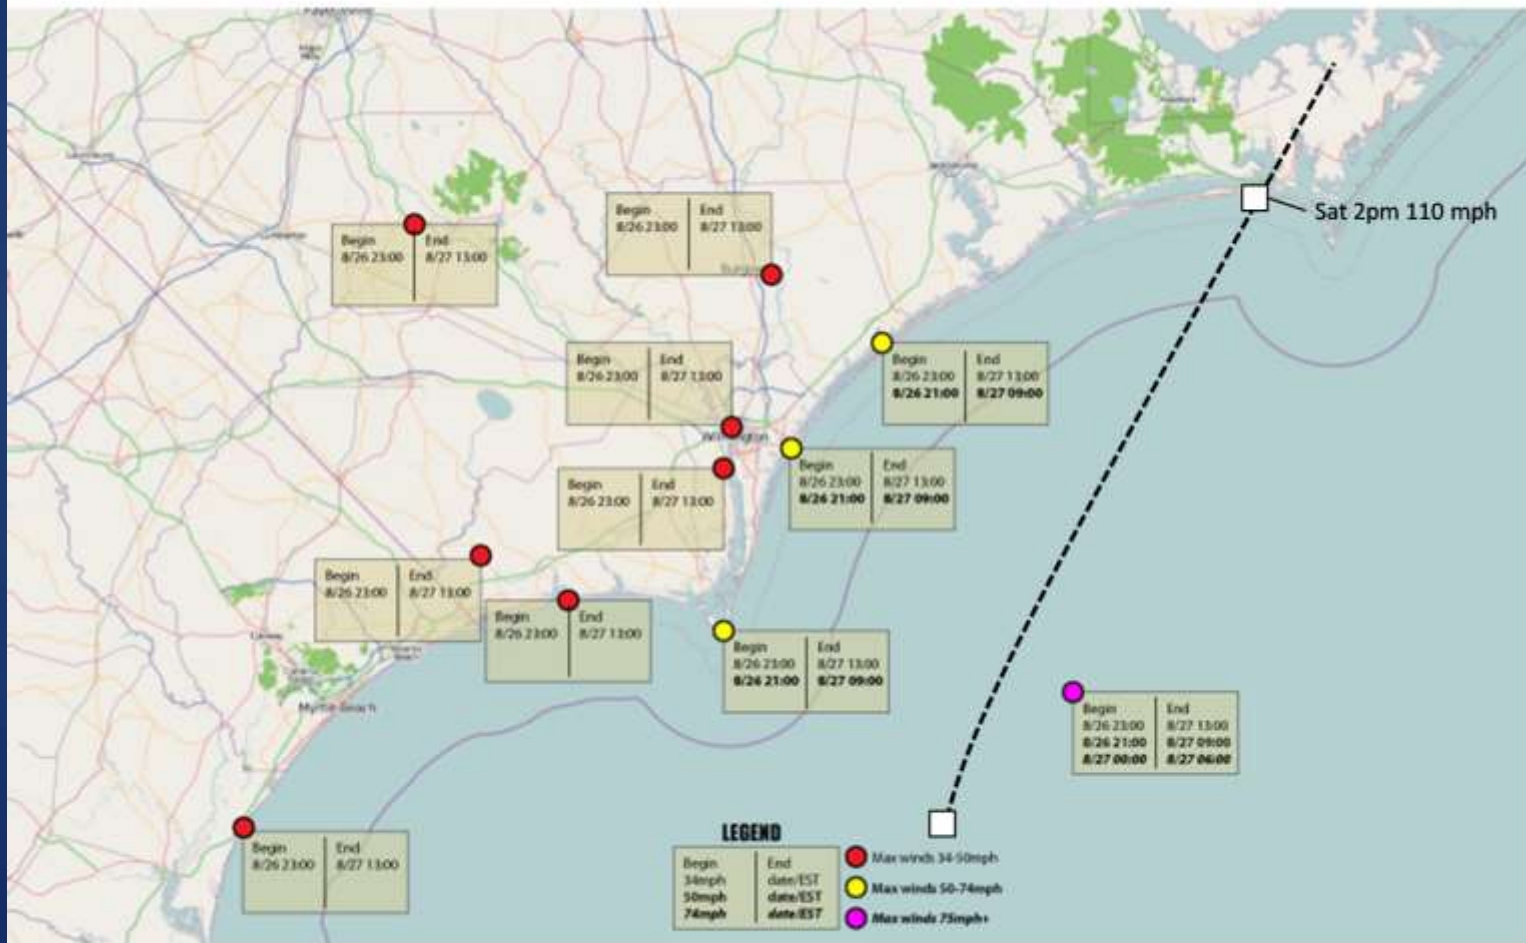 Sat 2pm 110 mph
Begin End
8/26 23:00 8/27 13:00
Begin End
8/26 23:00 8/27 13:00
Begin End
8/26 23:00 8/27 13:00
8/26 21:00 8/27 09:00
Begin End
8/26 23:00 8/27 13:00
Wilmington
Begin End
8/26 23:00 8/27 13:00
8/26 21:00 8/27 09:00
Begin End
8/26 23:00 8/27 13:00
Begin End
8/26 23:00 8/27 13:00
Begin End
8/26 23:00 8/27 13:00
Begin End
8/26 23:00 8/27 13:00
8/26 21:00 8/27 09:00
Myrtle Beach
Begin End
8/26 23:00 8/27 13:00
8/26 21:00 8/27 09:00
8/27 00:00 8/27 06:00
Begin End
8/26 23:00 8/27 13:00
LEGEND
Begin End
34mph date/EST
50mph date/EST
74mph date/EST
Max winds 34-50mph
Max winds 50-74mph
Max winds 75mph+